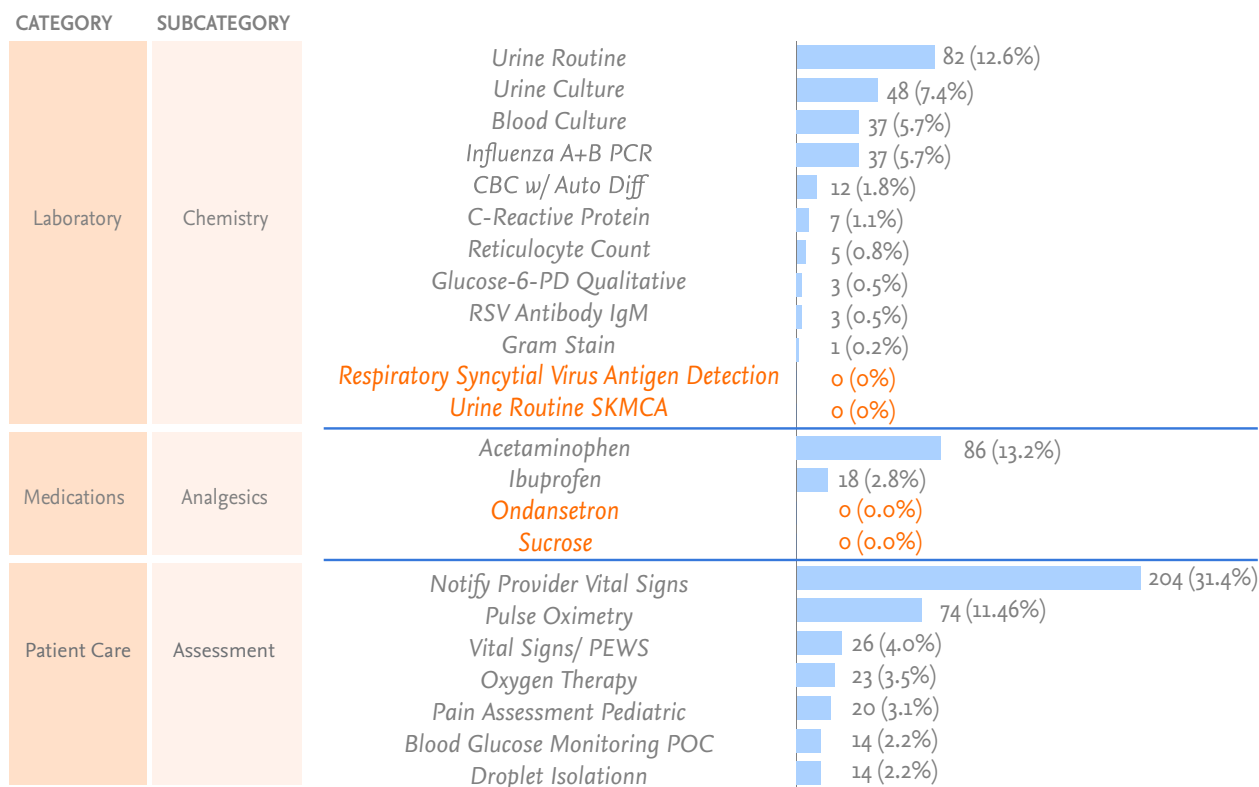 CATEGORY SUBCATEGORY
Laboratory Chemistry
Urine Routine 82 (12.6%)
Urine Culture 48 (7.4%)
Blood Culture 37 (5.7%)
Influenza A+B PCR 37 (5.7%)
CBC w/ Auto Diff 12 (1.8%)
C-Reactive Protein 7 (1.1%)
Reticulocyte Count 5 (0.8%)
Glucose-6-PD Qualitative 3 (0.5%)
RSV Antibody IgM 3 (0.5%)
Gram Stain 1 (0.2%)
Respiratory Syncytial Virus Antigen Detection 0 (0%)
Urine Routine SKMCA 0 (0%)
Medications Analgesics
Acetaminophen 86 (13.2%)
Ibuprofen 18 (2.8%)
Ondansetron 0 (0.0%)
Sucrose 0 (0.0%)
Patient Care Assessment
Notify Provider Vital Signs 204 (31.4%)
Pulse Oximetry 74 (11.46%)
Vital Signs/ PEWS 26 (4.0%)
Oxygen Therapy 23 (3.5%)
Pain Assessment Pediatric 20 (3.1%)
Blood Glucose Monitoring POC 14 (2.2%)
Droplet Isolationn 14 (2.2%)